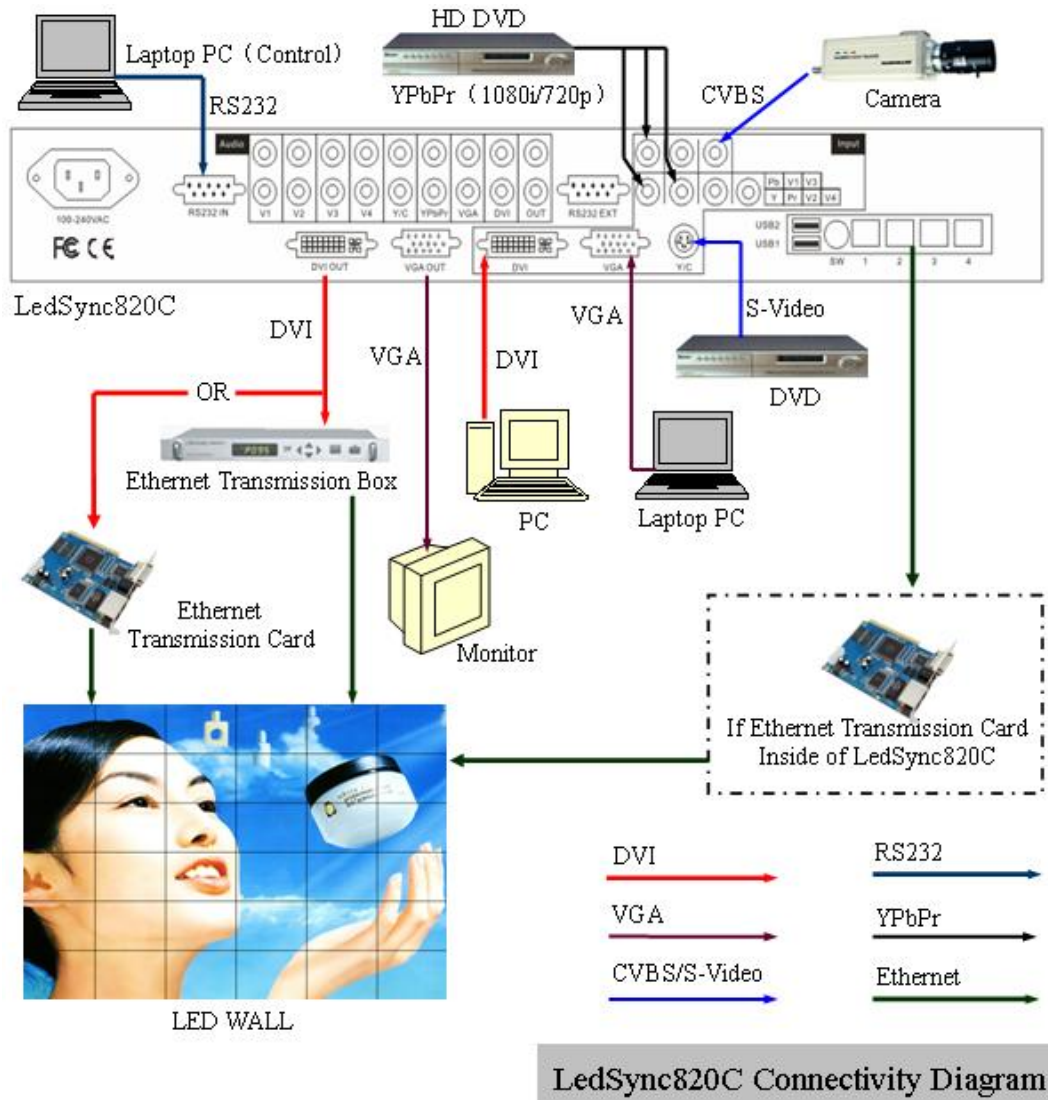 HD DVD
Laptop PC (Control)
YPbPr (1080i/720p)
CVBS
Camera
RS232
Audio
Input
100-240VAC
FC CE
RS232 IN
V1 V2 V3 V4 Y/C YPbPr VGA DVI OUT
RS232 EXT
Pb V1 V3
Y Pr V2 V4
USB2
USB1
SW 1 2 3 4
DVI OUT
VGA OUT
DVI
VGA
Y/C
LedSync820C
DVI
VGA
DVI
VGA
S-Video
DVD
OR
Ethernet Transmission Box
PC
Laptop PC
Ethernet
Transmission Card
Monitor
If Ethernet Transmission Card
Inside of LedSync820C
LED WALL
DVI
RS232
VGA
YPbPr
CVBS/S-Video
Ethernet
LedSync820C Connectivity Diagram